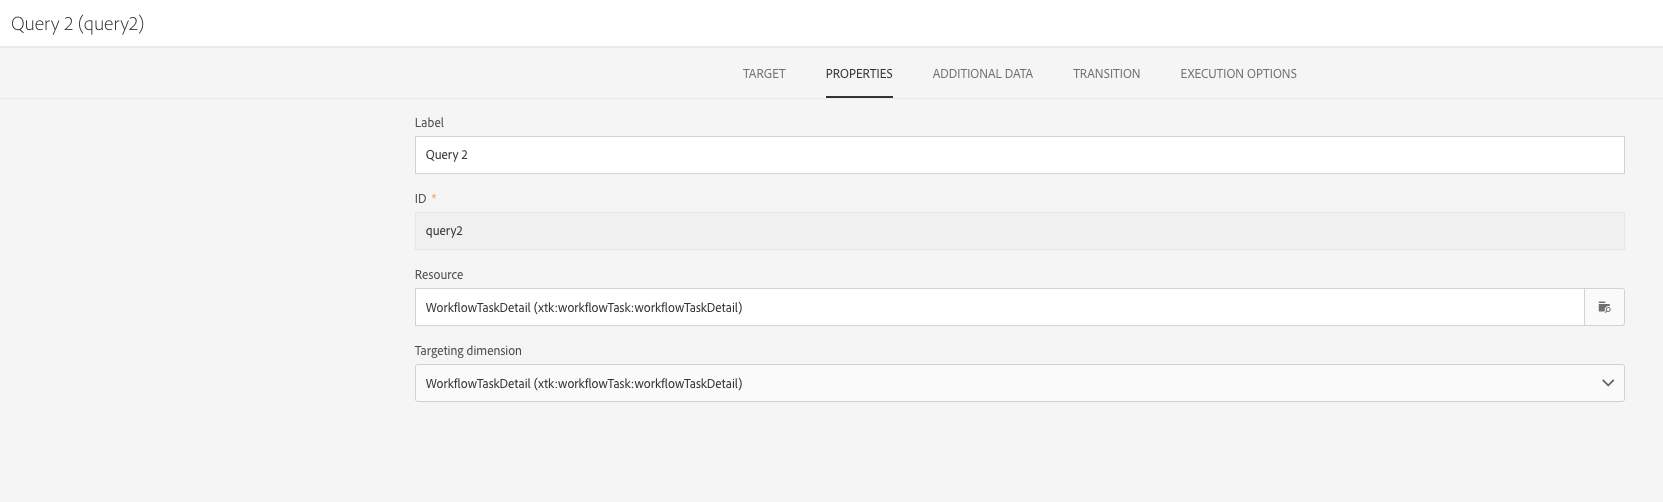 Query 2 (query2)
TARGET PROPERTIES ADDITIONAL DATA TRANSITION EXECUTION OPTIONS
Label
Query 2
ID *
query2
Resource
WorkflowTaskDetail (xtk:workflowTask:workflowTaskDetail)
Targeting dimension
WorkflowTaskDetail (xtk:workflowTask:workflowTaskDetail)